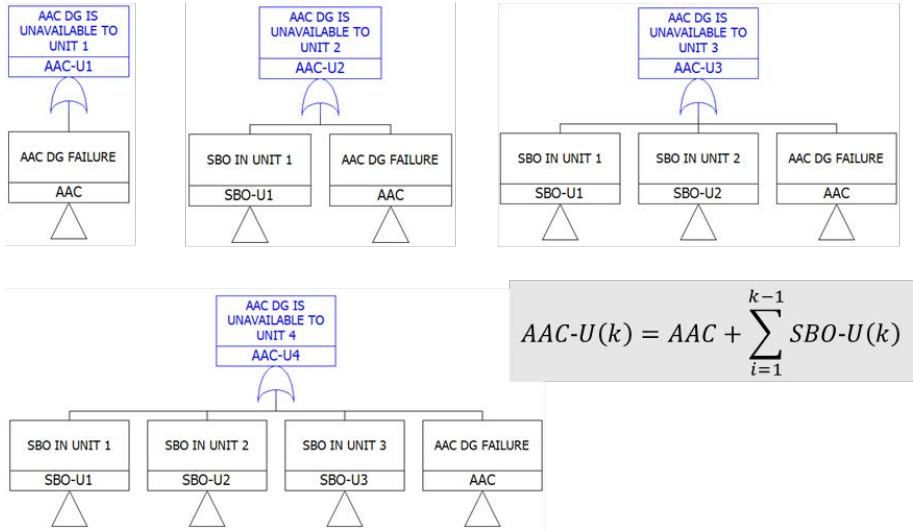 AAC DG IS
UNAVAILABLE TO
UNIT 1
AAC-U1
AAC DG FAILURE
AAC
AAC DG IS
UNAVAILABLE TO
UNIT 2
AAC-U2
SBO IN UNIT 1
SBO-U1
AAC DG FAILURE
AAC
AAC DG IS
UNAVAILABLE TO
UNIT 3
AAC-U3
SBO IN UNIT 1
SBO-U1
SBO IN UNIT 2
SBO-U2
AAC DG FAILURE
AAC
AAC DG IS
UNAVAILABLE TO
UNIT 4
AAC-U4
SBO IN UNIT 1
SBO-U1
SBO IN UNIT 2
SBO-U2
SBO IN UNIT 3
SBO-U3
AAC DG FAILURE
AAC
k−1
AAC-U(k) = AAC + ∑ SBO-U(k)
i=1